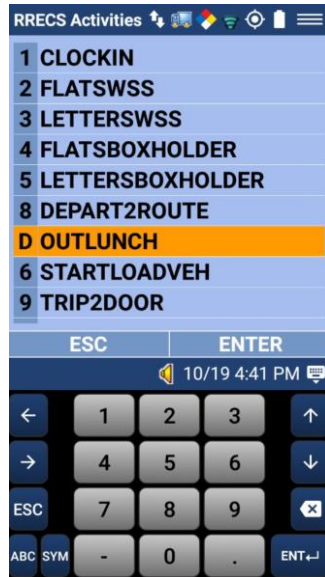 RRECS Activities
1 CLOCKIN
2 FLATSWSS
3 LETTERSWSS
4 FLATSBOXHOLDER
5 LETTERSBOXHOLDER
8 DEPART2ROUTE
D OUTLUNCH
6 STARTLOADVEH
9 TRIP2DOOR
ESC ENTER
10/19 4:41 PM
← 1 2 3 ↑
→ 4 5 6 ↓
ESC 7 8 9
ABC SYM - 0 . ENT↵